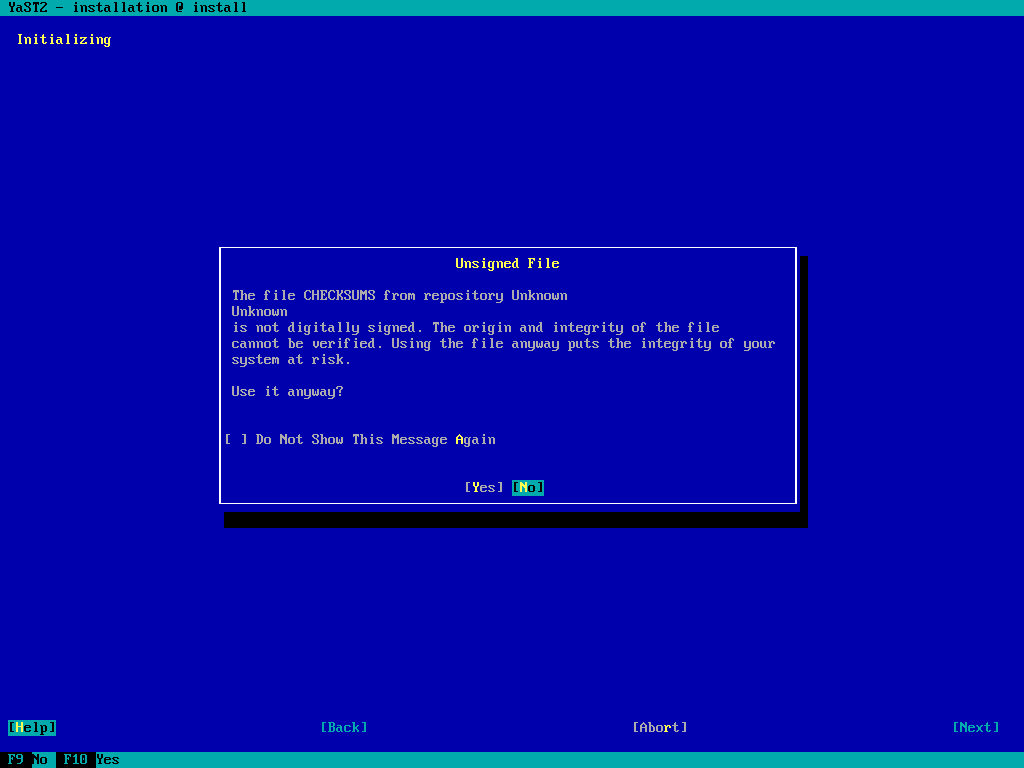 YaST2 - installation @ install
Initializing
Unsigned File
The file CHECKSUMS from repository Unknown
Unknown
is not digitally signed. The origin and integrity of the file
cannot be verified. Using the file anyway puts the integrity of your
system at risk.
Use it anyway?
[ ] Do Not Show This Message Again
[Yes] [No]
[Help] [Back] [Abort] [Next]
F9 No F10 Yes